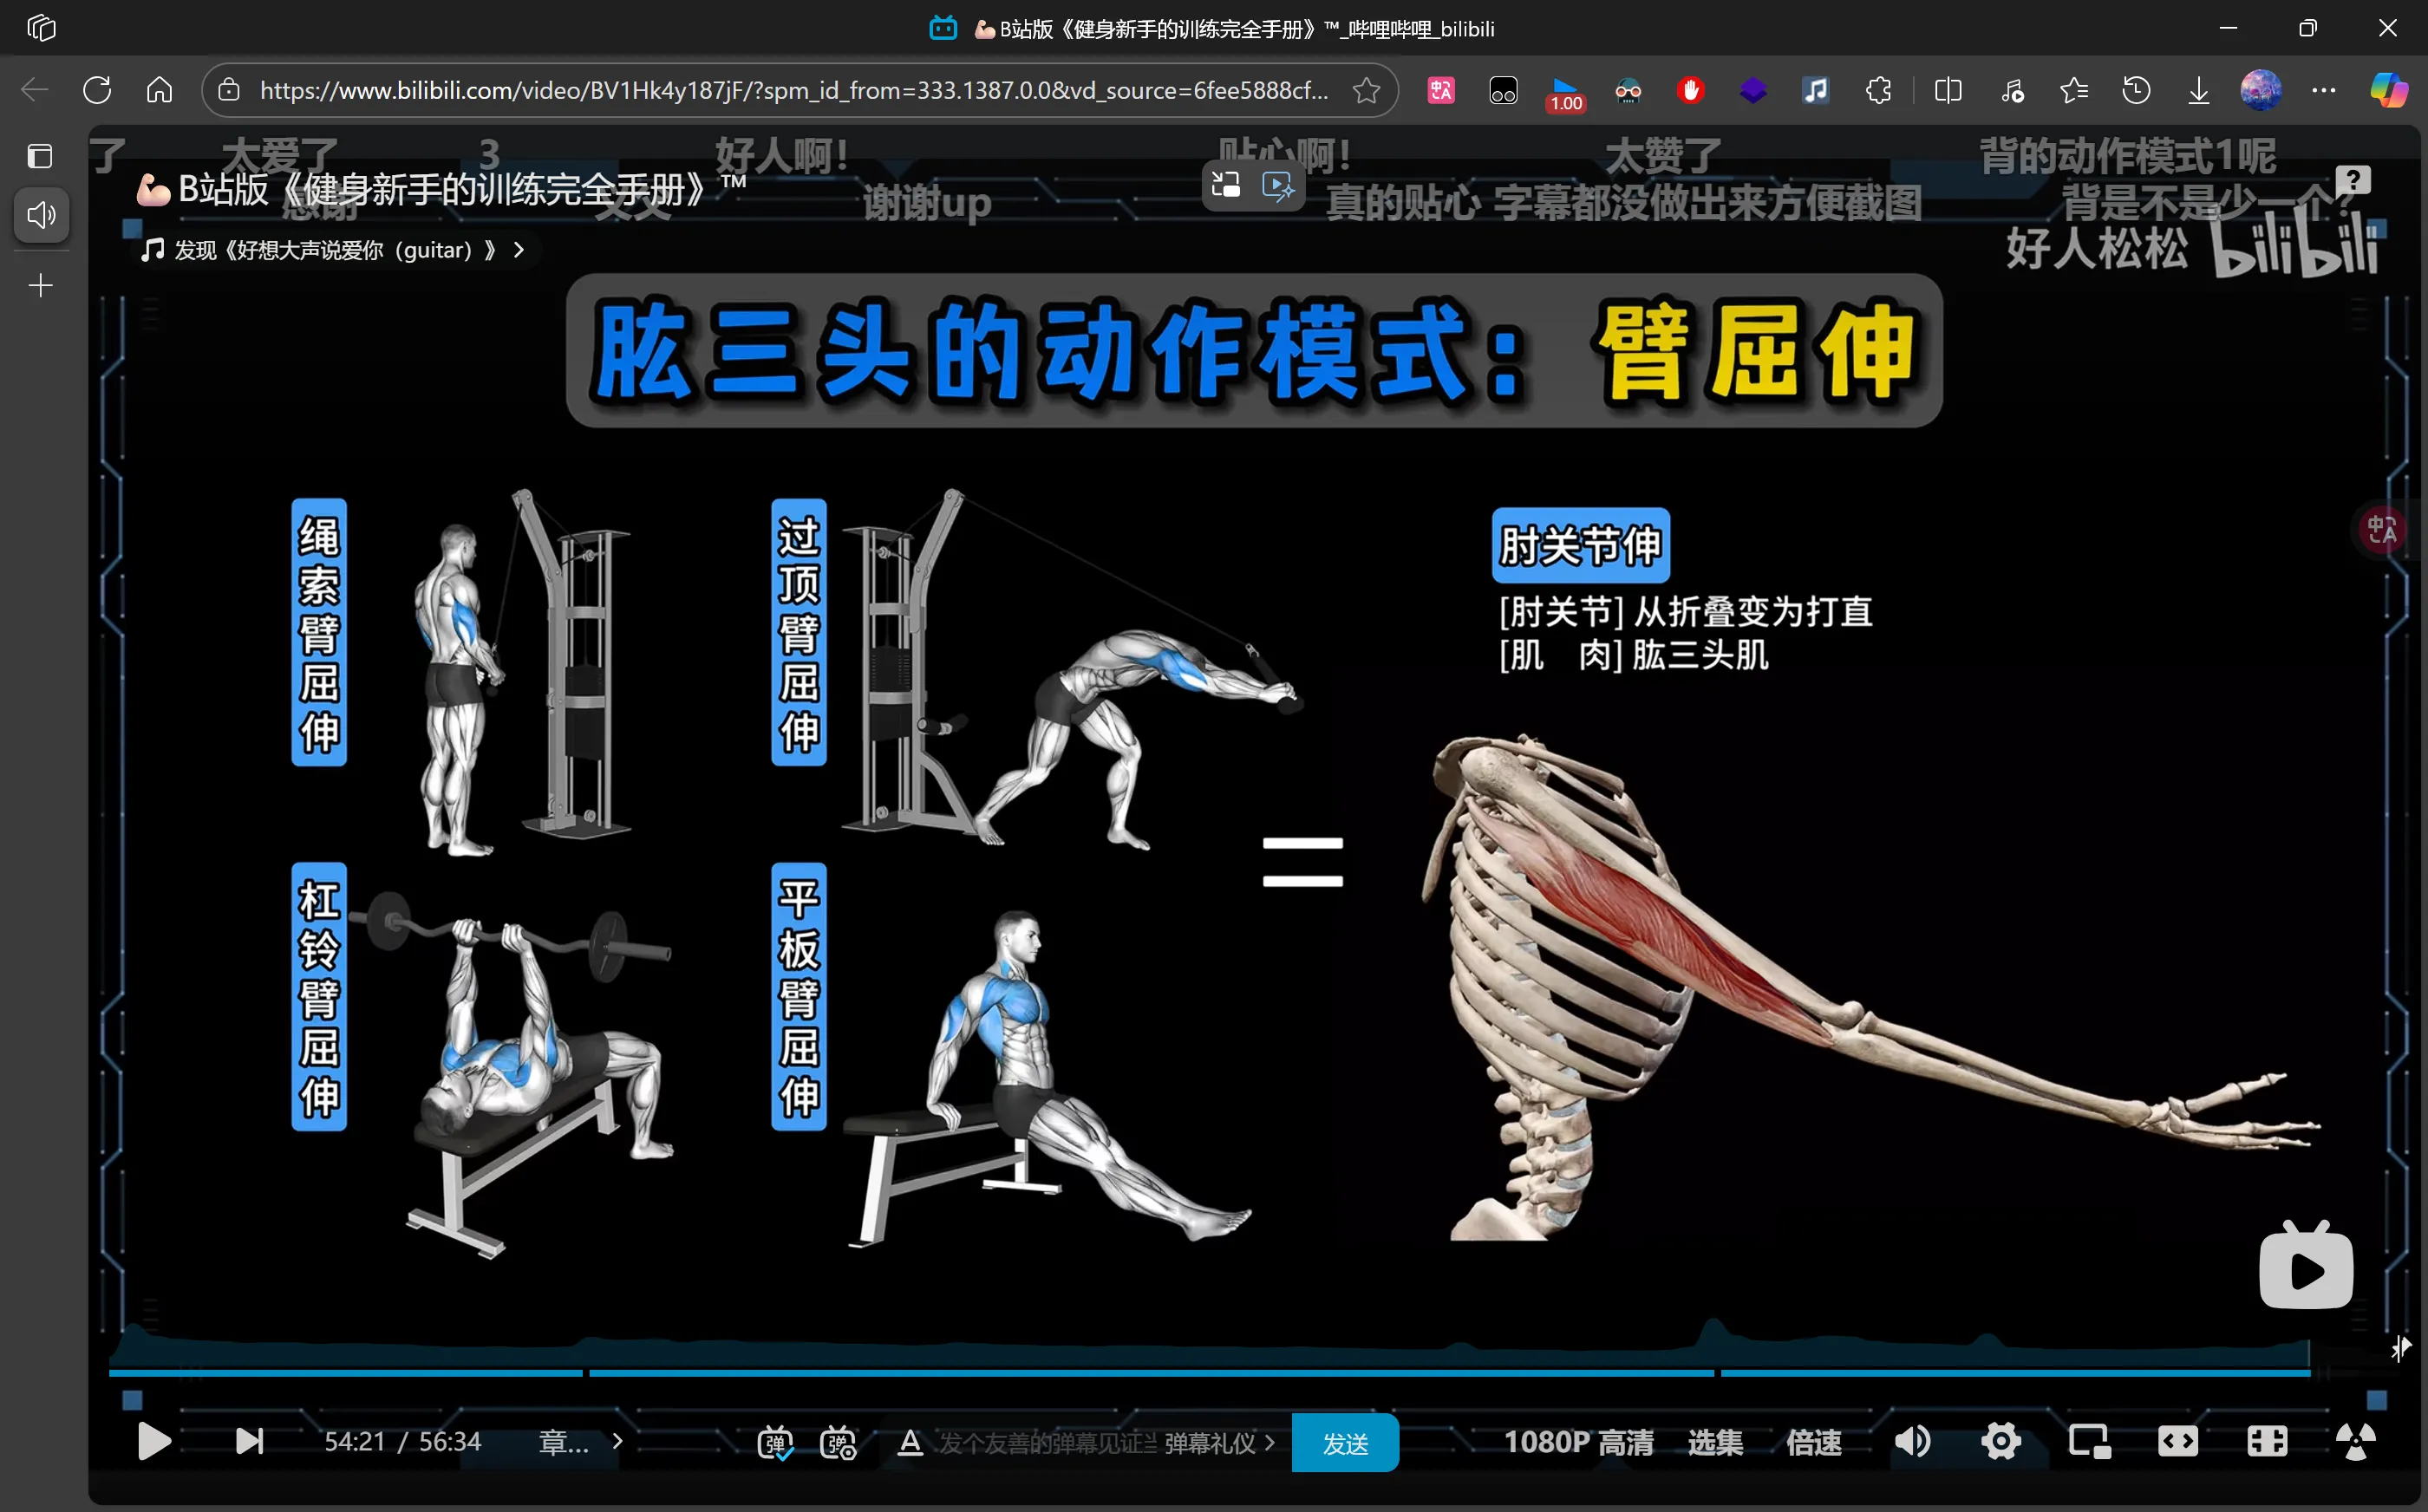 💪🏻B站版《健身新手的训练完全手册》™_哔哩哔哩_bilibili
https://www.bilibili.com/video/BV1Hk4y187jF/?spm_id_from=333.1387.0.0&vd_source=6fee5888cf...
1.00
了 太爱了 3 好人啊! 贴心啊! 太赞了 背的动作模式1呢
💪🏻B站版《健身新手的训练完全手册》™
感谢 谢谢up 真的贴心 字幕都没做出来方便截图 背是不是少一个?
发现《好想大声说爱你（guitar）》 >
好人松松 bilibili
肱三头的动作模式：臂屈伸
绳索臂屈伸
过顶臂屈伸
肘关节伸
[肘关节] 从折叠变为打直
[肌 肉] 肱三头肌
杠铃臂屈伸
平板臂屈伸
=
54:21 / 56:34 章... > 弹 弹 A 发个友善的弹幕见证当 弹幕礼仪 > 发送 1080P 高清 选集 倍速